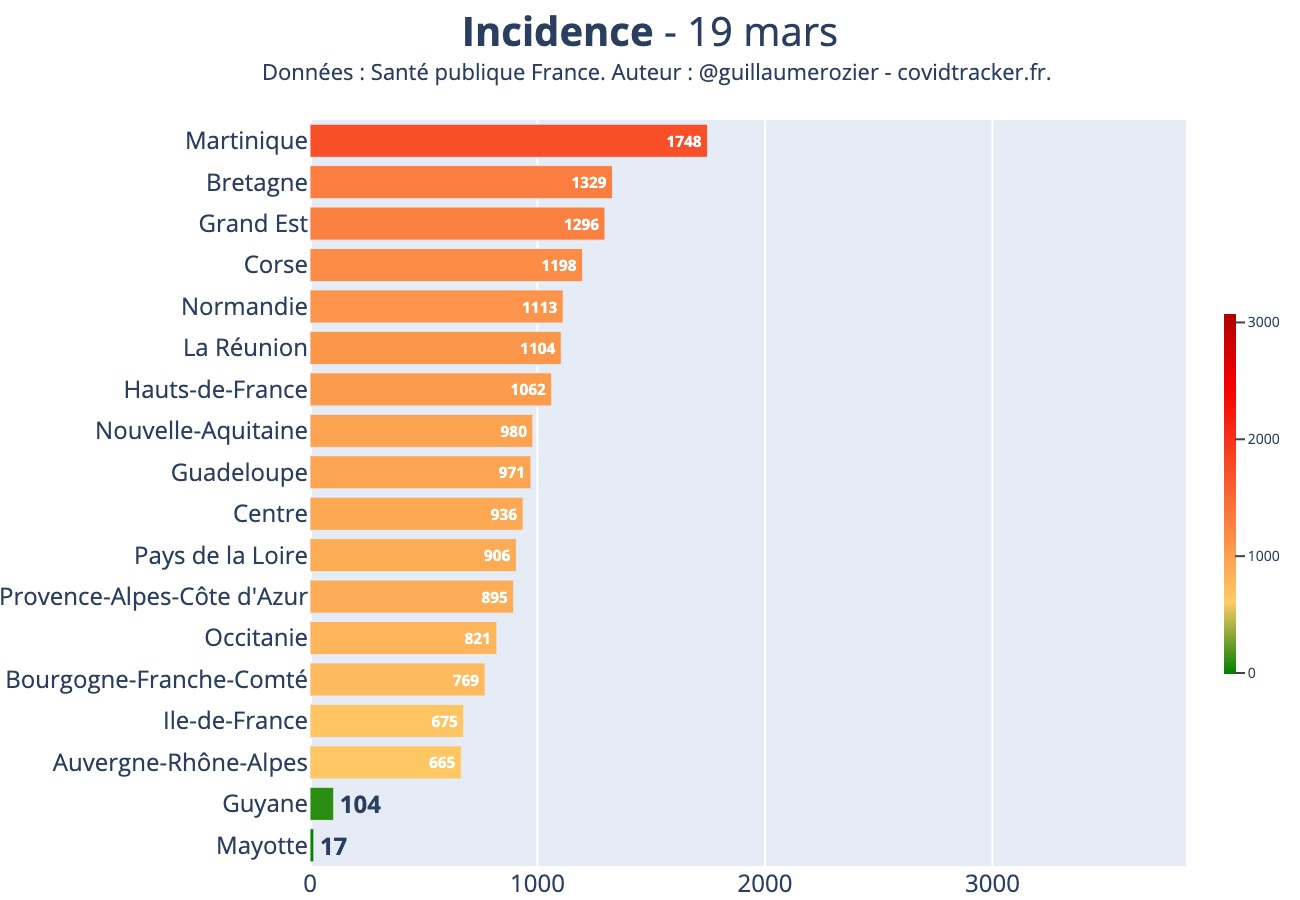 Incidence - 19 mars
Données : Santé publique France. Auteur : @guillaumerozier - covidtracker.fr.
Martinique 1748
Bretagne 1329
Grand Est 1296
Corse 1198
Normandie 1113
La Réunion 1104
Hauts-de-France 1062
Nouvelle-Aquitaine 980
Guadeloupe 971
Centre 936
Pays de la Loire 906
Provence-Alpes-Côte d'Azur 895
Occitanie 821
Bourgogne-Franche-Comté 769
Ile-de-France 675
Auvergne-Rhône-Alpes 665
Guyane 104
Mayotte 17
0 1000 2000 3000
3000
2000
1000
0